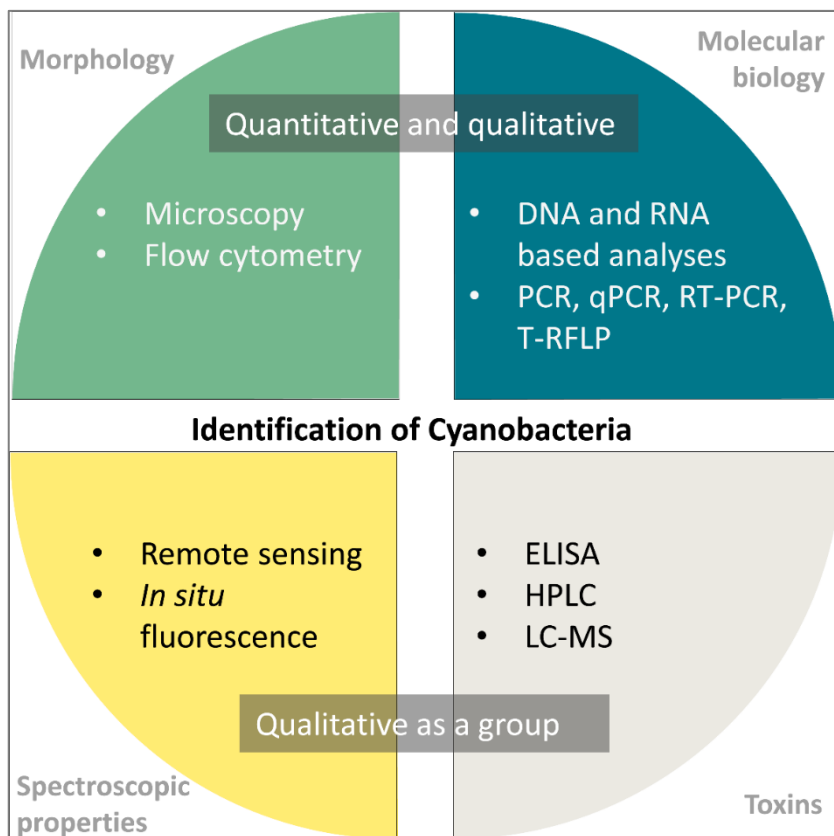 Morphology
Molecular
biology
Quantitative and qualitative
• Microscopy
• Flow cytometry
• DNA and RNA
based analyses
• PCR, qPCR, RT-PCR,
T-RFLP
Identification of Cyanobacteria
• Remote sensing
• In situ
fluorescence
• ELISA
• HPLC
• LC-MS
Qualitative as a group
Spectroscopic
properties
Toxins